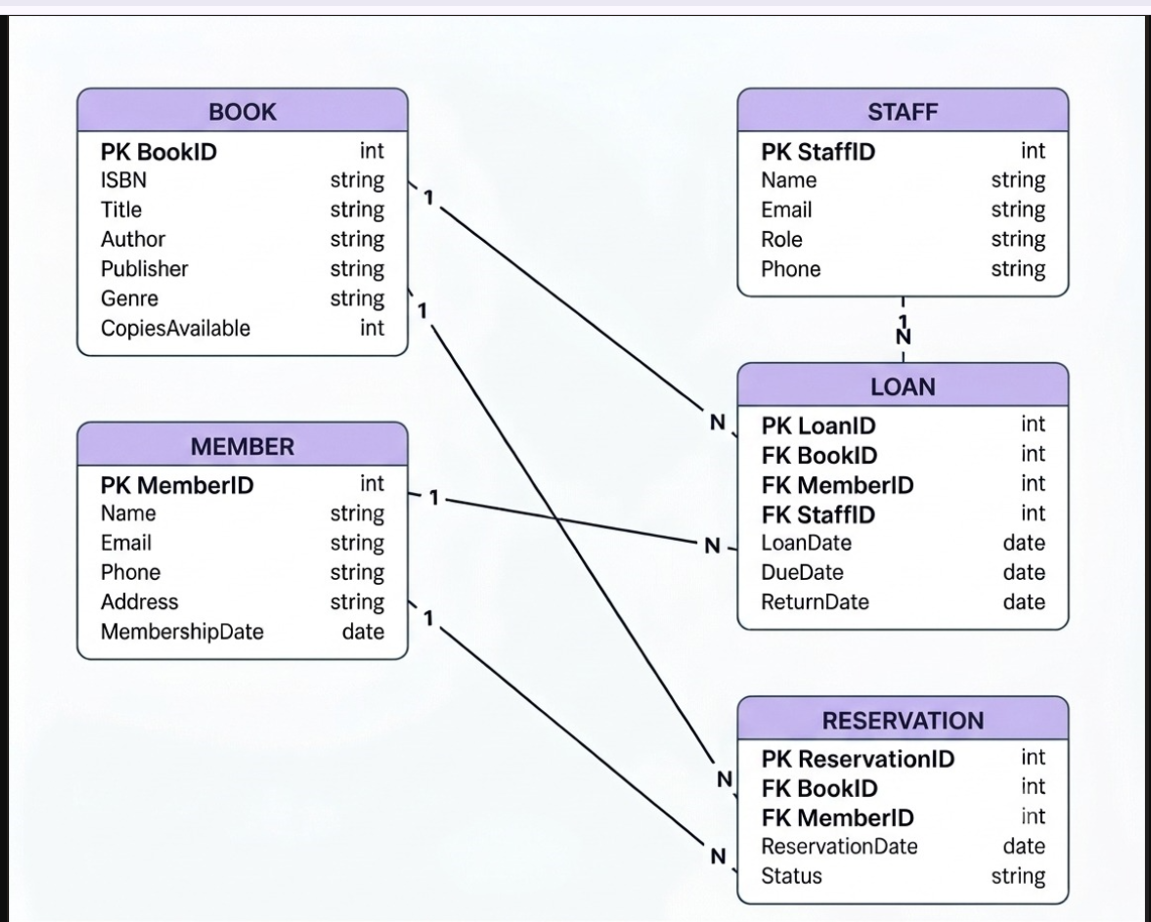 BOOK
PK BookID int
ISBN string
Title string
Author string
Publisher string
Genre string
CopiesAvailable int
1
1
STAFF
PK StaffID int
Name string
Email string
Role string
Phone string
1
N
MEMBER
PK MemberID int
Name string
Email string
Phone string
Address string
MembershipDate date
1
1
N
N
LOAN
PK LoanID int
FK BookID int
FK MemberID int
FK StaffID int
LoanDate date
DueDate date
ReturnDate date
N
N
RESERVATION
PK ReservationID int
FK BookID int
FK MemberID int
ReservationDate date
Status string